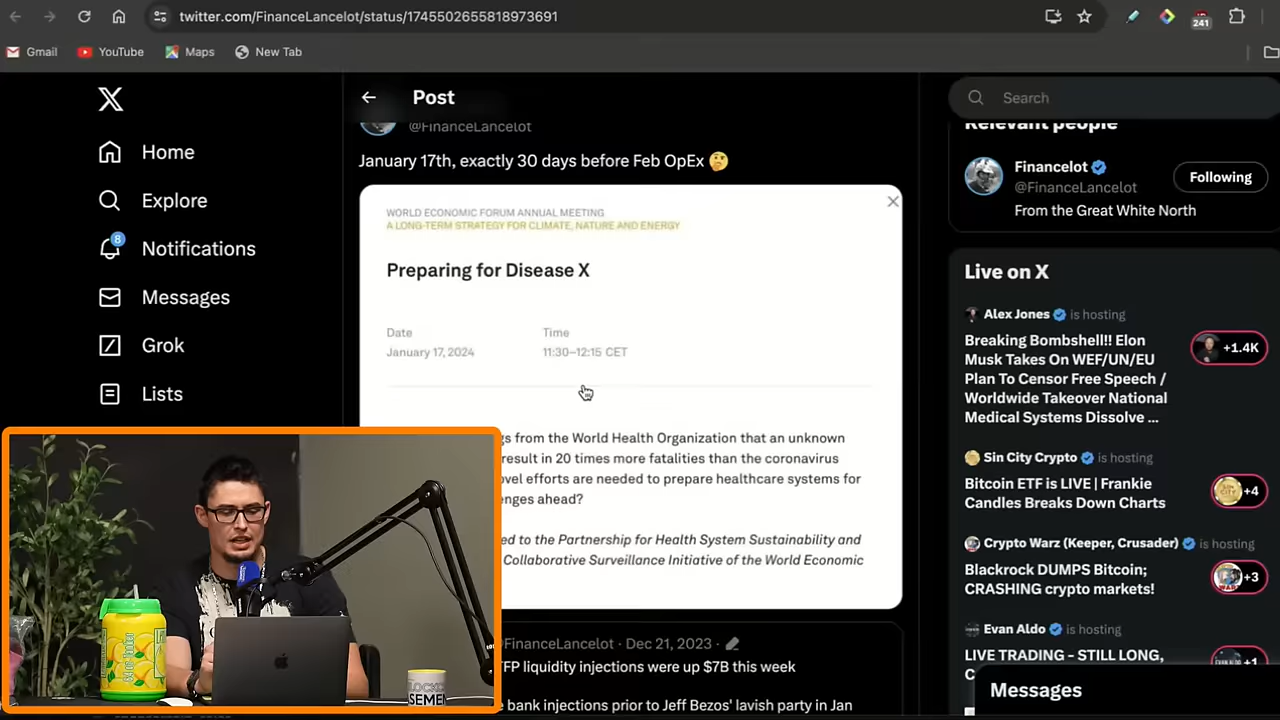 twitter.com/FinanceLancelot/status/1745502655818973691
241
Gmail
YouTube
Maps
New Tab
Home
Explore
8
Notifications
Messages
Grok
Lists
Post
@FinanceLancelot
January 17th, exactly 30 days before Feb OpEx 🤔
WORLD ECONOMIC FORUM ANNUAL MEETING
A LONG-TERM STRATEGY FOR CLIMATE, NATURE AND ENERGY
Preparing for Disease X
Date
Time
January 17, 2024
11:30–12:15 CET
gs from the World Health Organization that an unknown
result in 20 times more fatalities than the coronavirus
vel efforts are needed to prepare healthcare systems for
enges ahead?
ed to the Partnership for Health System Sustainability and
Collaborative Surveillance Initiative of the World Economic
FinanceLancelot · Dec 21, 2023 ·
TFP liquidity injections were up $7B this week
bank injections prior to Jeff Bezos' lavish party in Jan
Search
Relevant people
Financelot
@FinanceLancelot
Following
From the Great White North
Live on X
Alex Jones is hosting
Breaking Bombshell!! Elon
Musk Takes On WEF/UN/EU
Plan To Censor Free Speech /
Worldwide Takeover National
Medical Systems Dissolve ...
+1.4K
Sin City Crypto is hosting
Bitcoin ETF is LIVE | Frankie
Candles Breaks Down Charts
+4
Crypto Warz (Keeper, Crusader) is hosting
Blackrock DUMPS Bitcoin;
CRASHING crypto markets!
+3
Evan Aldo is hosting
LIVE TRADING - STILL LONG,
+1
Messages